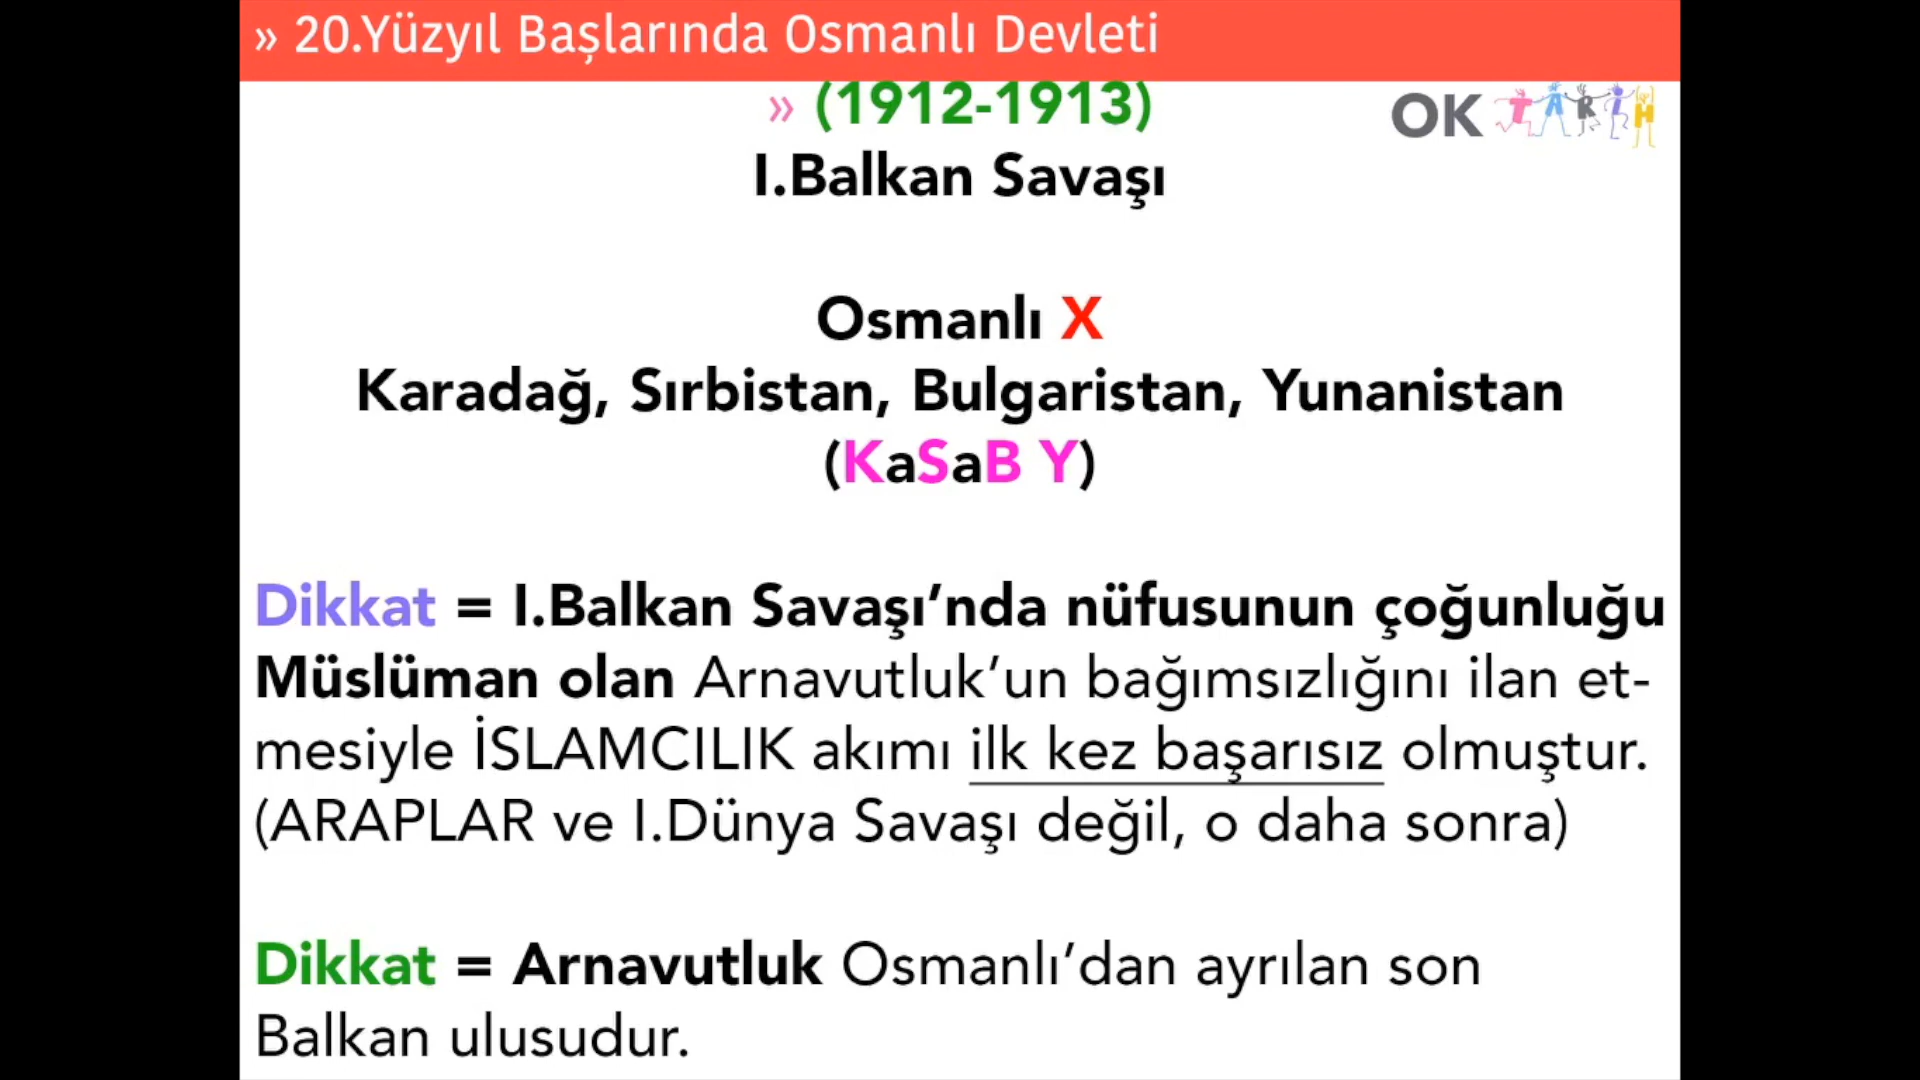 » 20.Yüzyıl Başlarında Osmanlı Devleti
» (1912-1913)
OK TARİH
I.Balkan Savaşı
Osmanlı X
Karadağ, Sırbistan, Bulgaristan, Yunanistan
(KaSaB Y)
Dikkat = I.Balkan Savaşı’nda nüfusunun çoğunluğu
Müslüman olan Arnavutluk’un bağımsızlığını ilan et-
mesiyle İSLAMCILIK akımı ilk kez başarısız olmuştur.
(ARAPLAR ve I.Dünya Savaşı değil, o daha sonra)
Dikkat = Arnavutluk Osmanlı’dan ayrılan son
Balkan ulusudur.